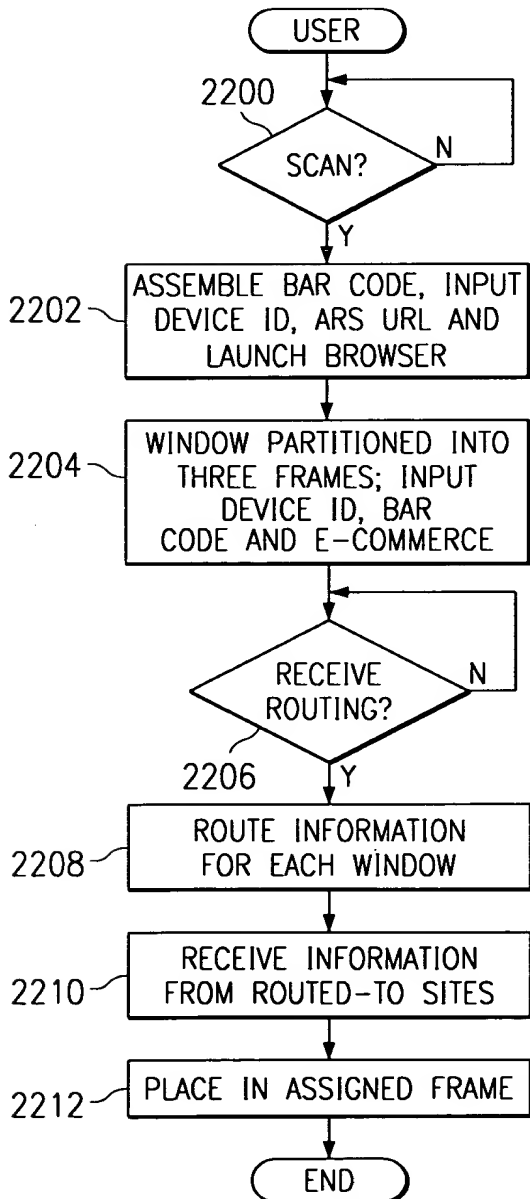 USER
2200
SCAN?
N
Y
2202
ASSEMBLE BAR CODE, INPUT
DEVICE ID, ARS URL AND
LAUNCH BROWSER
2204
WINDOW PARTITIONED INTO
THREE FRAMES; INPUT
DEVICE ID, BAR
CODE AND E-COMMERCE
RECEIVE
ROUTING?
N
2206
Y
2208
ROUTE INFORMATION
FOR EACH WINDOW
2210
RECEIVE INFORMATION
FROM ROUTED-TO SITES
2212
PLACE IN ASSIGNED FRAME
END